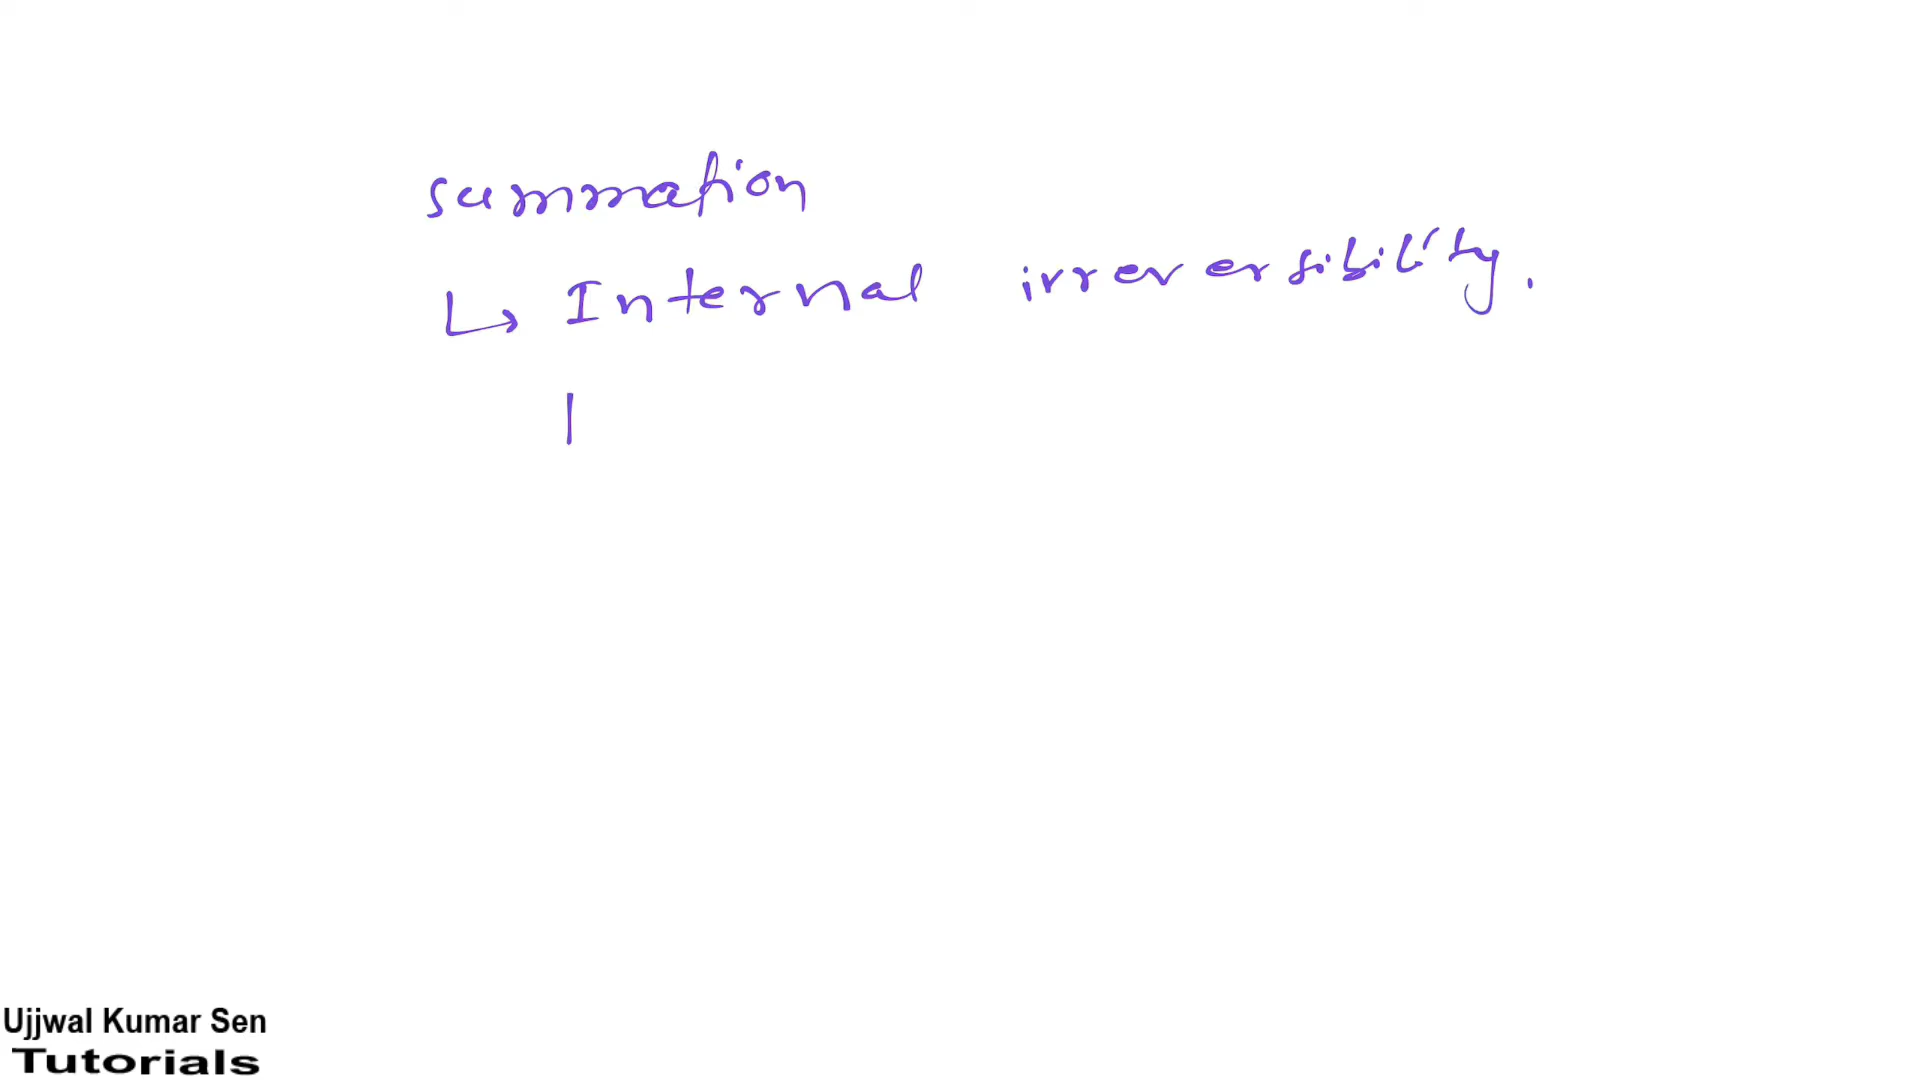 summation
↳ Internal irreversibility.
|
Ujjwal Kumar Sen
Tutorials